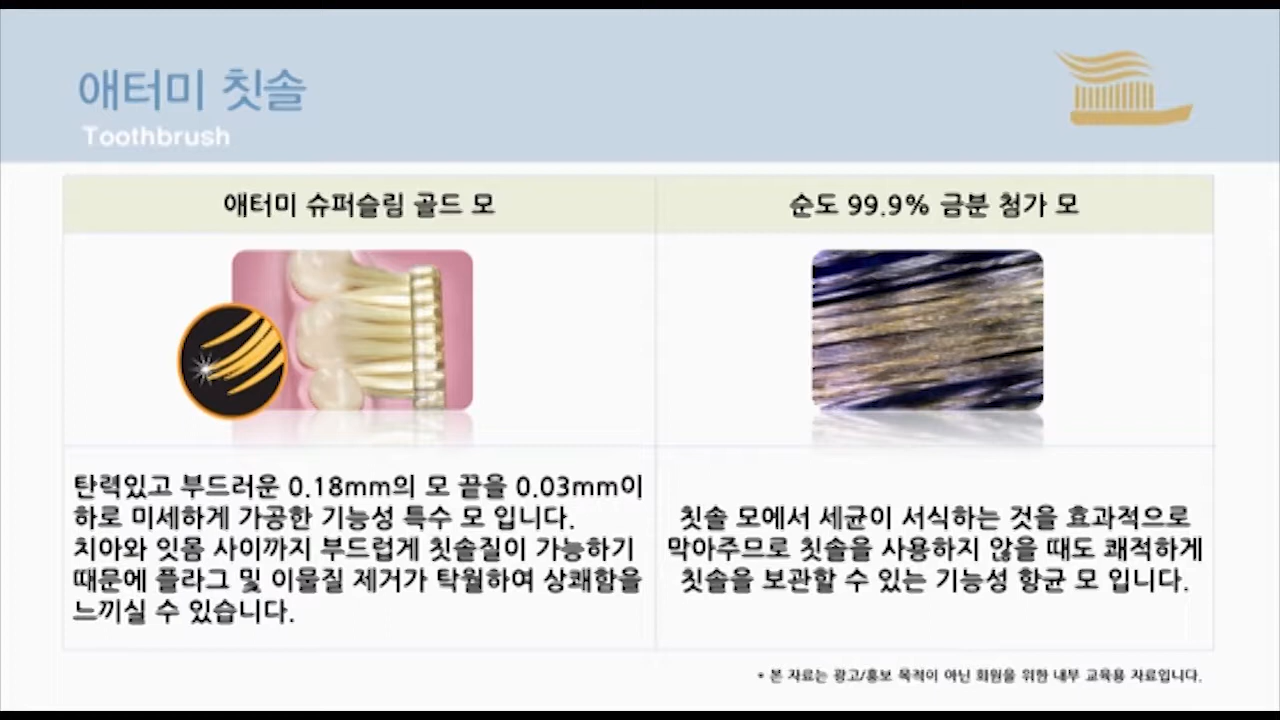 애터미 칫솔
Toothbrush
애터미 슈퍼슬림 골드 모
순도 99.9% 금분 첨가 모
탄력있고 부드러운 0.18mm의 모 끝을 0.03mm이
하로 미세하게 가공한 기능성 특수 모 입니다.
치아와 잇몸 사이까지 부드럽게 칫솔질이 가능하기
때문에 플라그 및 이물질 제거가 탁월하여 상쾌함을
느끼실 수 있습니다.
칫솔 모에서 세균이 서식하는 것을 효과적으로
막아주므로 칫솔을 사용하지 않을 때도 쾌적하게
칫솔을 보관할 수 있는 기능성 항균 모 입니다.
* 본 자료는 광고/홍보 목적이 아닌 회원을 위한 내부 교육용 자료입니다.